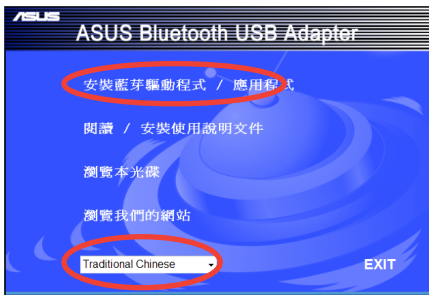 ASUS
ASUS Bluetooth USB Adapter
安裝藍芽驅動程式 / 應用程式
閱讀 / 安裝使用說明文件
瀏覽本光碟
瀏覽我們的網站
Traditional Chinese
EXIT